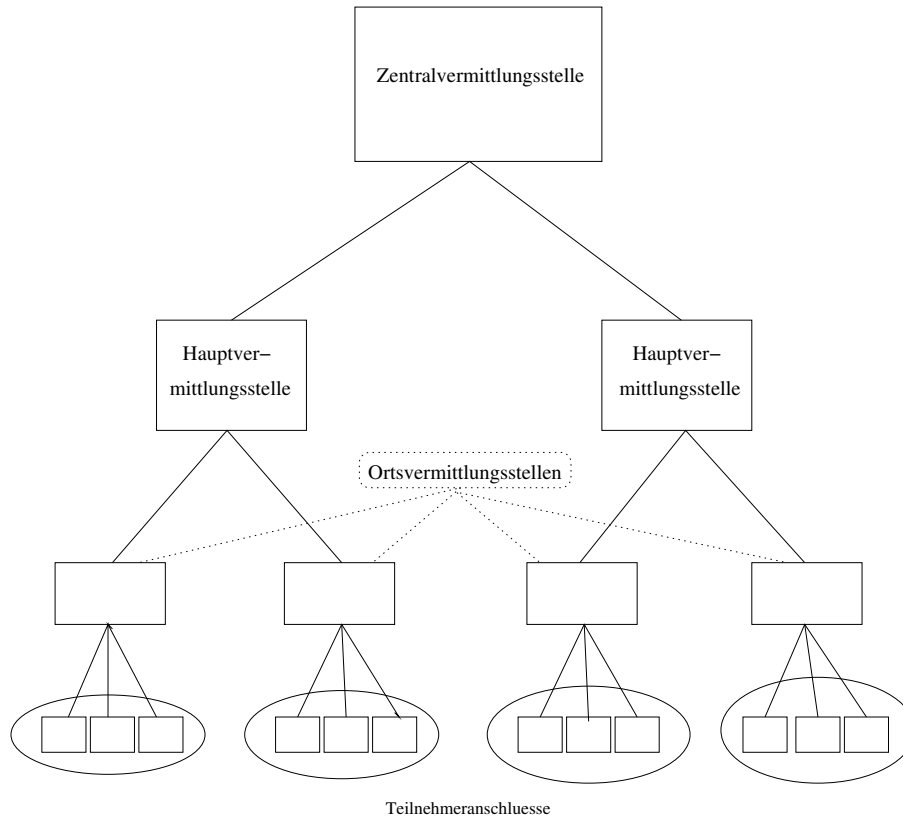 Zentralvermittlungsstelle
Hauptver−
mittlungsstelle
Hauptver−
mittlungsstelle
Ortsvermittlungsstellen
Teilnehmeranschluesse